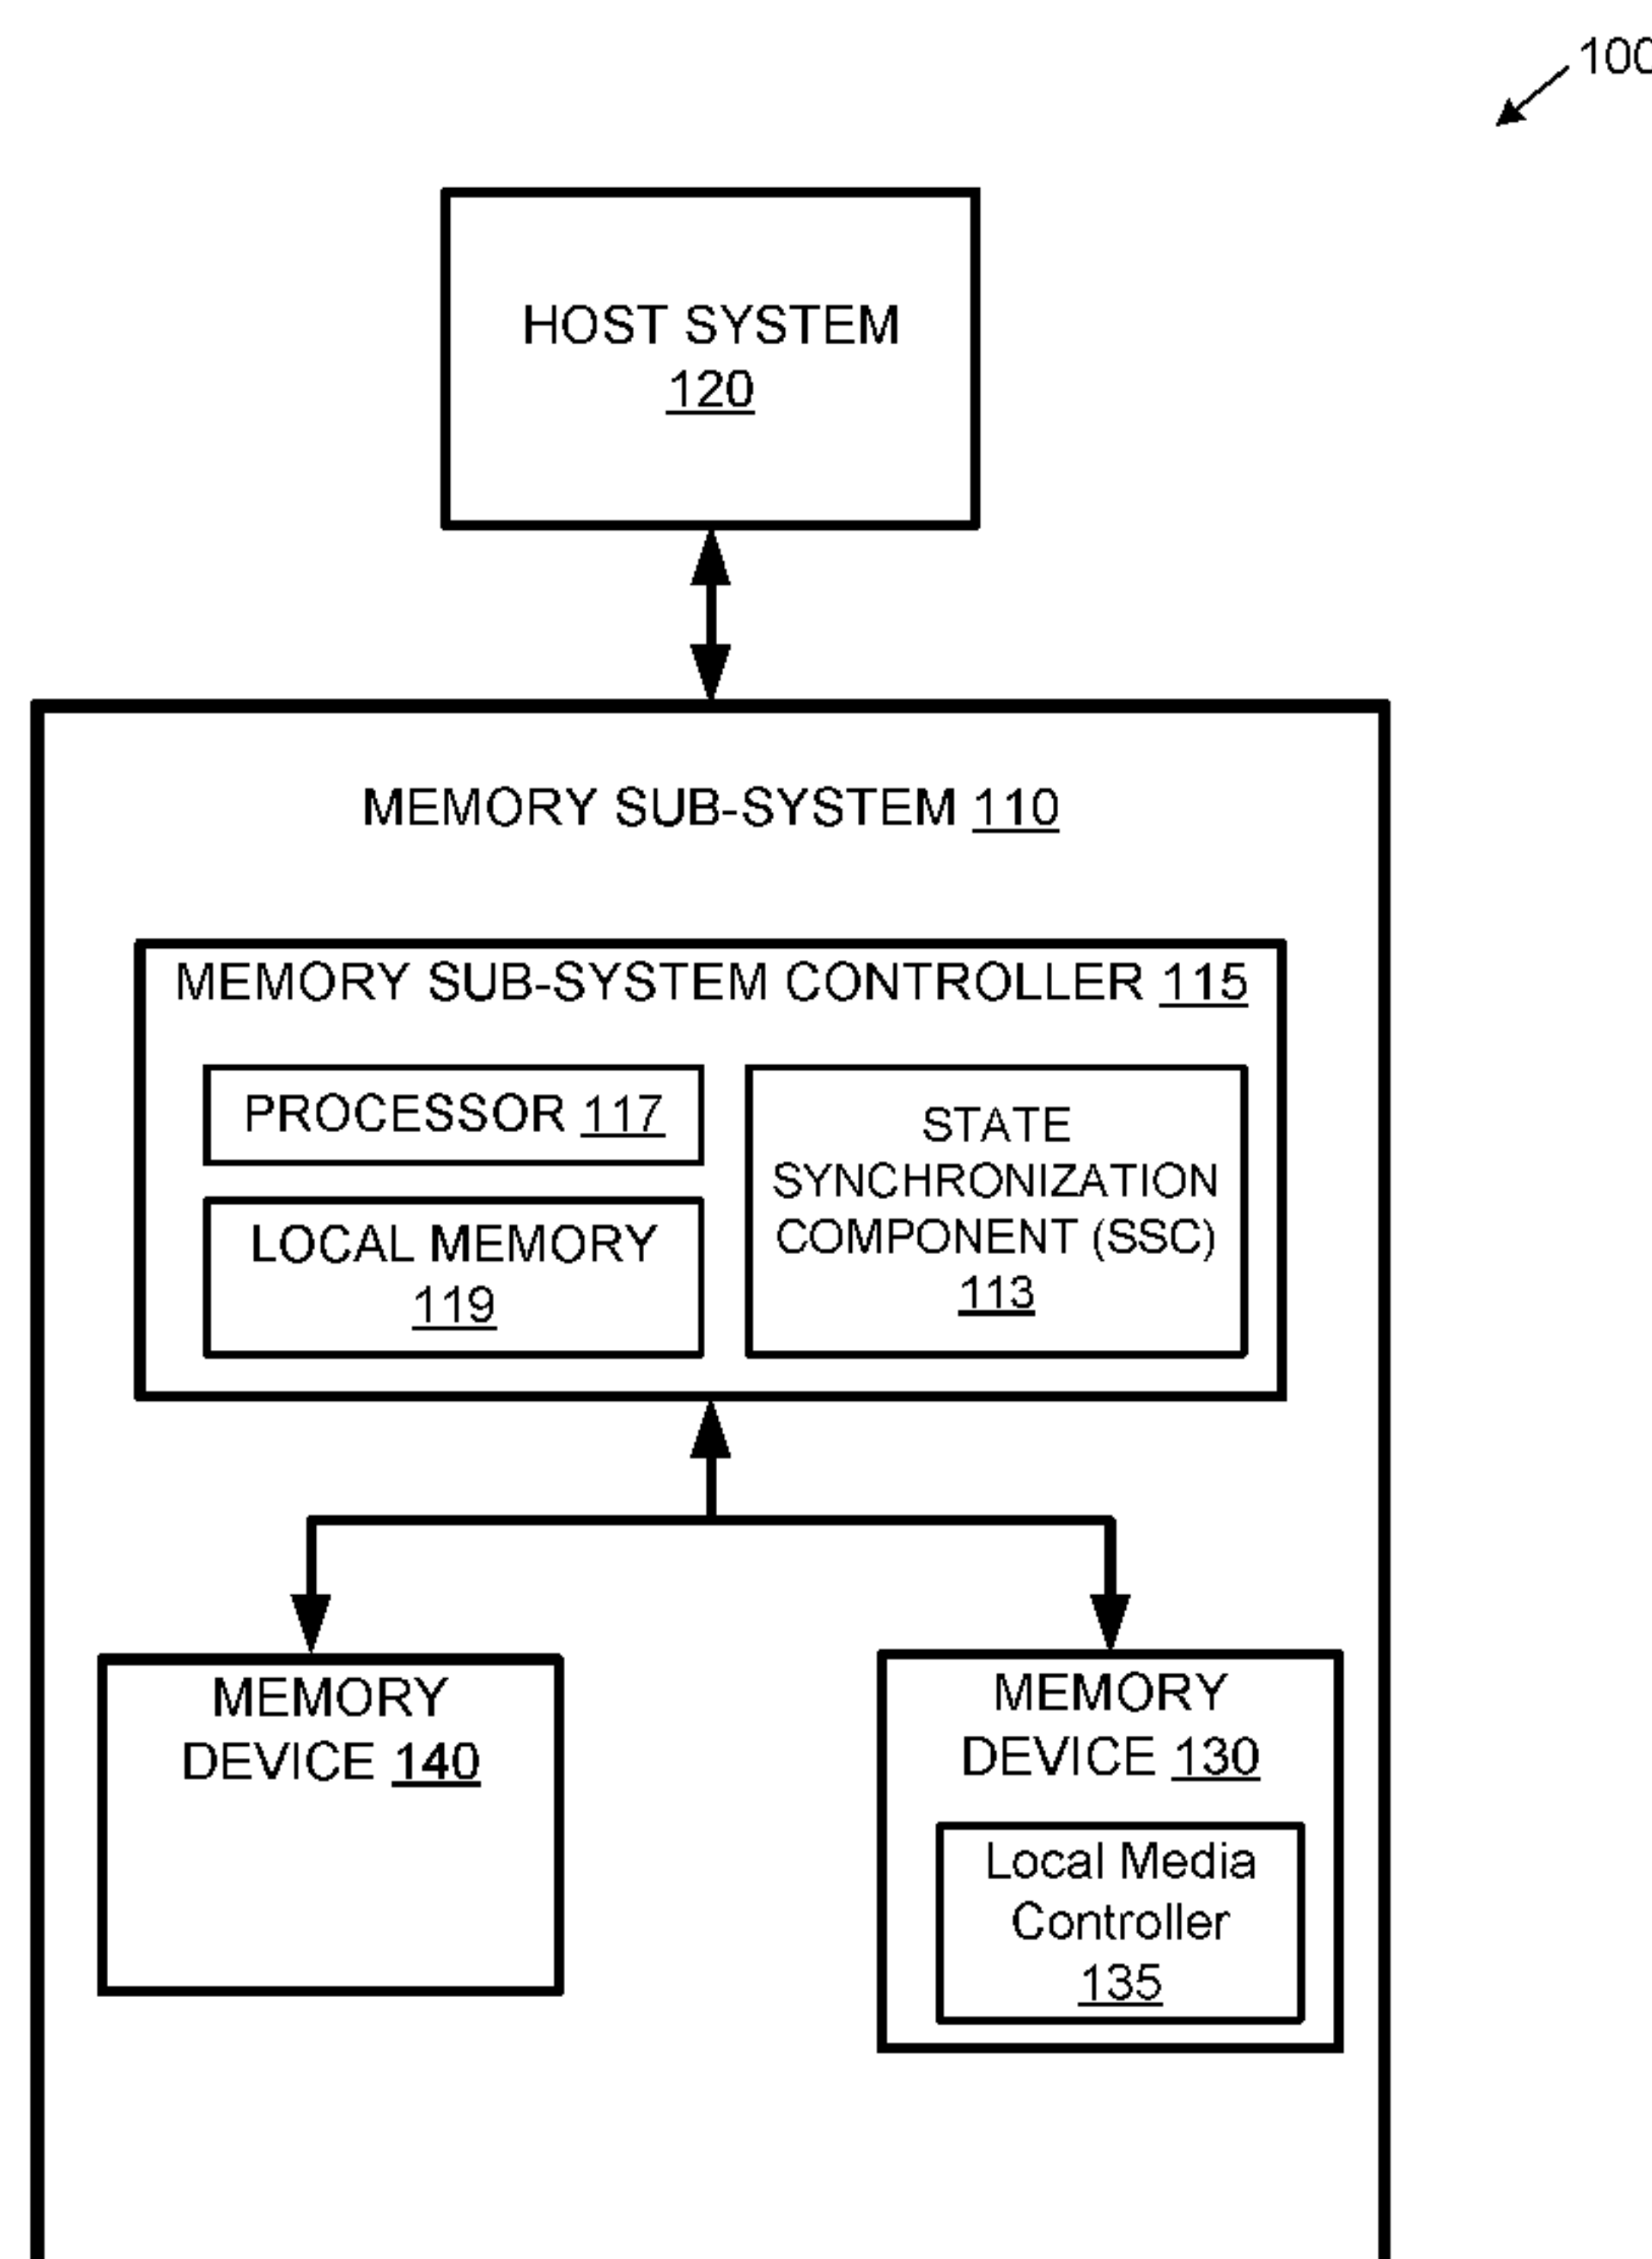 100
HOST SYSTEM
120
MEMORY SUB-SYSTEM 110
MEMORY SUB-SYSTEM CONTROLLER 115
PROCESSOR 117
LOCAL MEMORY
119
STATE
SYNCHRONIZATION
COMPONENT (SSC)
113
MEMORY
DEVICE 140
MEMORY
DEVICE 130
Local Media
Controller
135